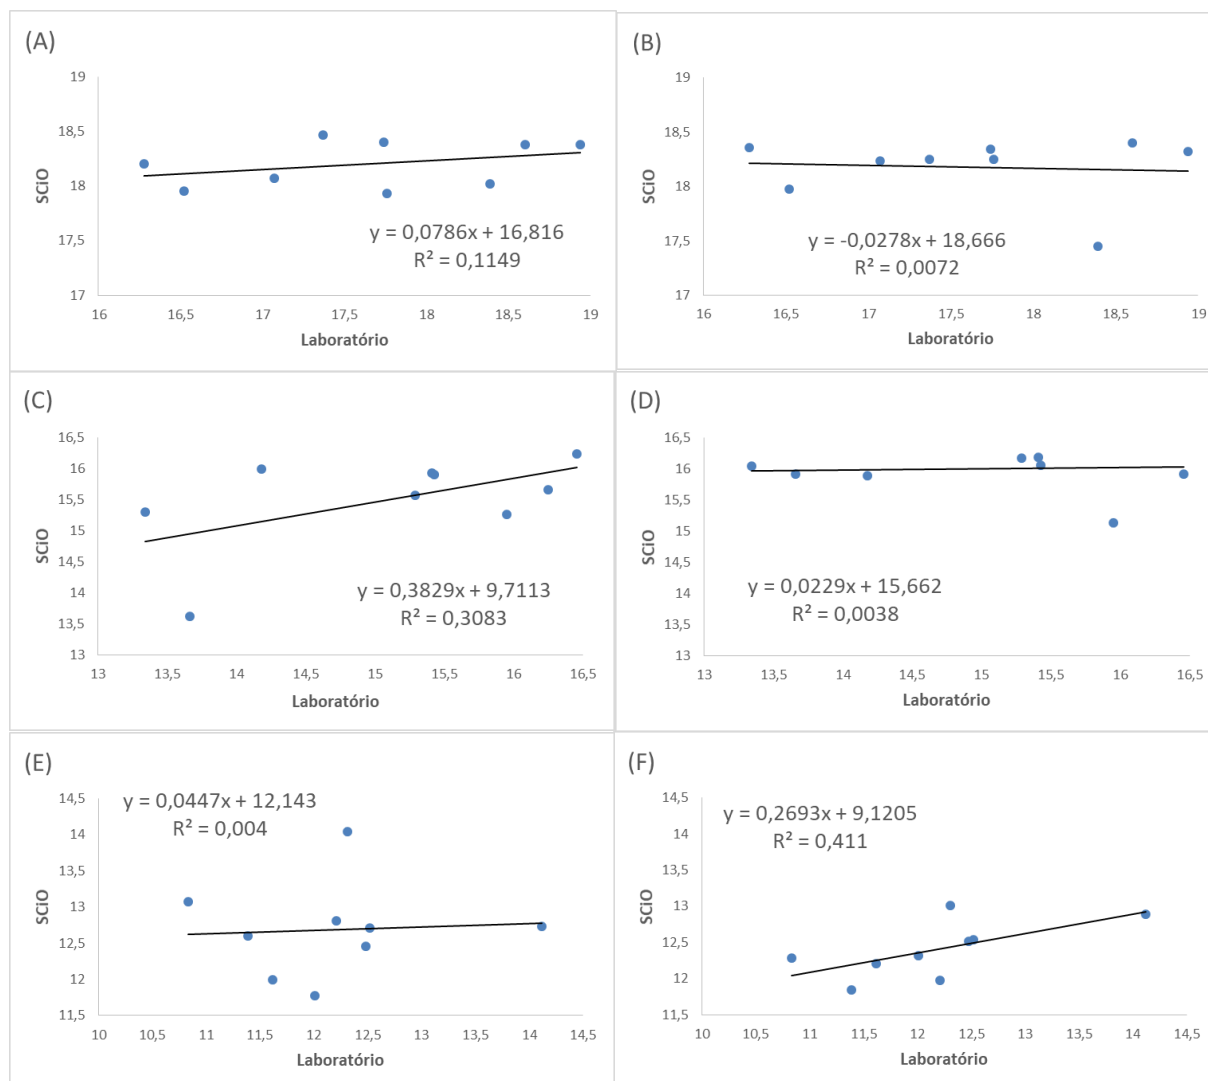 (A)
19
18,5
18
17,5
17
SCiO
y = 0,0786x + 16,816
R² = 0,1149
16 16,5 17 17,5 18 18,5 19
Laboratório
(B)
19
18,5
18
17,5
17
SCiO
y = -0,0278x + 18,666
R² = 0,0072
16 16,5 17 17,5 18 18,5 19
Laboratório
(C)
16,5
16
15,5
15
14,5
14
13,5
13
SCiO
y = 0,3829x + 9,7113
R² = 0,3083
13 13,5 14 14,5 15 15,5 16 16,5
Laboratório
(D)
16,5
16
15,5
15
14,5
14
13,5
13
SCiO
y = 0,0229x + 15,662
R² = 0,0038
13 13,5 14 14,5 15 15,5 16 16,5
Laboratório
(E)
14,5
14
13,5
13
12,5
12
11,5
SCiO
y = 0,0447x + 12,143
R² = 0,004
10 10,5 11 11,5 12 12,5 13 13,5 14 14,5
Laboratório
(F)
14,5
14
13,5
13
12,5
12
11,5
SCiO
y = 0,2693x + 9,1205
R² = 0,411
10 10,5 11 11,5 12 12,5 13 13,5 14 14,5
Laboratório